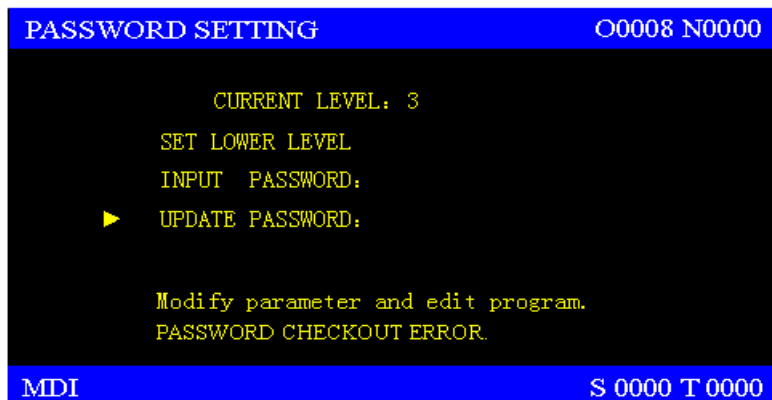 PASSWORD SETTING O0008 N0000
CURRENT LEVEL: 3
SET LOWER LEVEL
INPUT PASSWORD:
UPDATE PASSWORD:
Modify parameter and edit program.
PASSWORD CHECKOUT ERROR.
MDI S 0000 T 0000